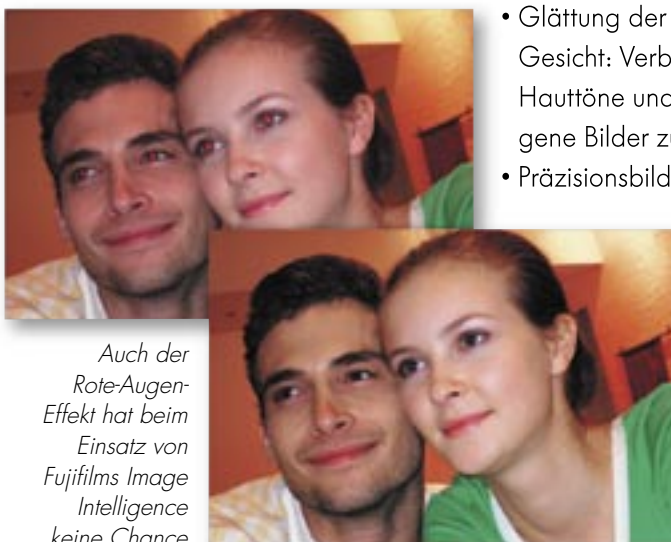 • Glättung der
Gesicht: Verb
Hauttöne und
gene Bilder zu
• Präzisionsbild
Auch der
Rote-Augen-
Effekt hat beim
Einsatz von
Fujifilms Image
Intelligence
keine Chance